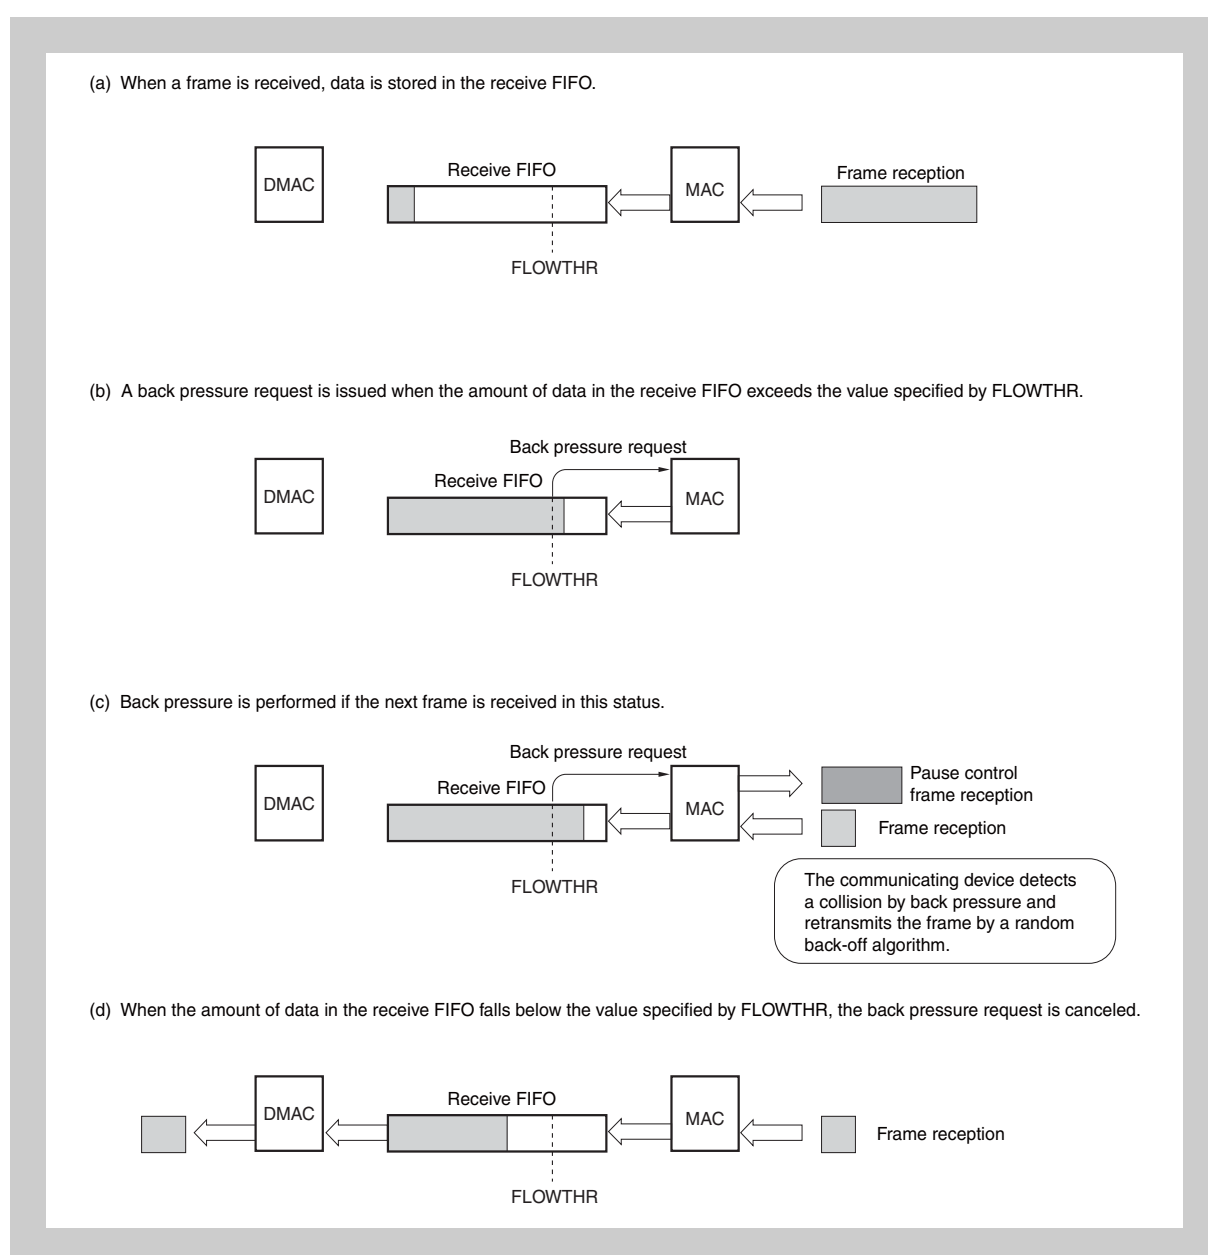 (a) When a frame is received, data is stored in the receive FIFO.
DMAC
Receive FIFO
MAC
Frame reception
FLOWTHR
(b) A back pressure request is issued when the amount of data in the receive FIFO exceeds the value specified by FLOWTHR.
Back pressure request
DMAC
Receive FIFO
MAC
FLOWTHR
(c) Back pressure is performed if the next frame is received in this status.
Back pressure request
DMAC
Receive FIFO
MAC
Pause control
frame reception
Frame reception
FLOWTHR
The communicating device detects
a collision by back pressure and
retransmits the frame by a random
back-off algorithm.
(d) When the amount of data in the receive FIFO falls below the value specified by FLOWTHR, the back pressure request is canceled.
DMAC
Receive FIFO
MAC
Frame reception
FLOWTHR